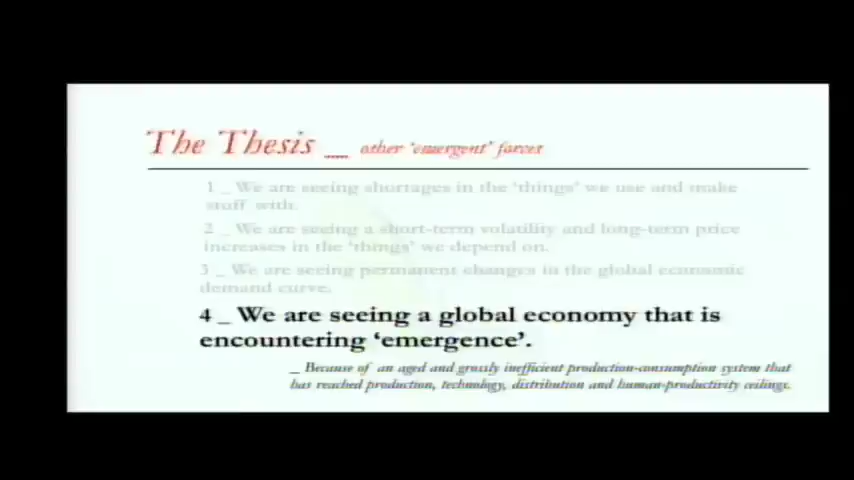 The Thesis _ other 'emergent' forces
1 _ We are seeing shortages in the 'things' we use and make
stuff with.
2 _ We are seeing a short-term volatility and long-term price
increases in the 'things' we depend on.
3 _ We are seeing permanent changes in the global economic
demand curve.
4 _ We are seeing a global economy that is
encountering 'emergence'.
_ Because of an aged and grossly inefficient production-consumption system that
has reached production, technology, distribution and human-productivity ceilings.